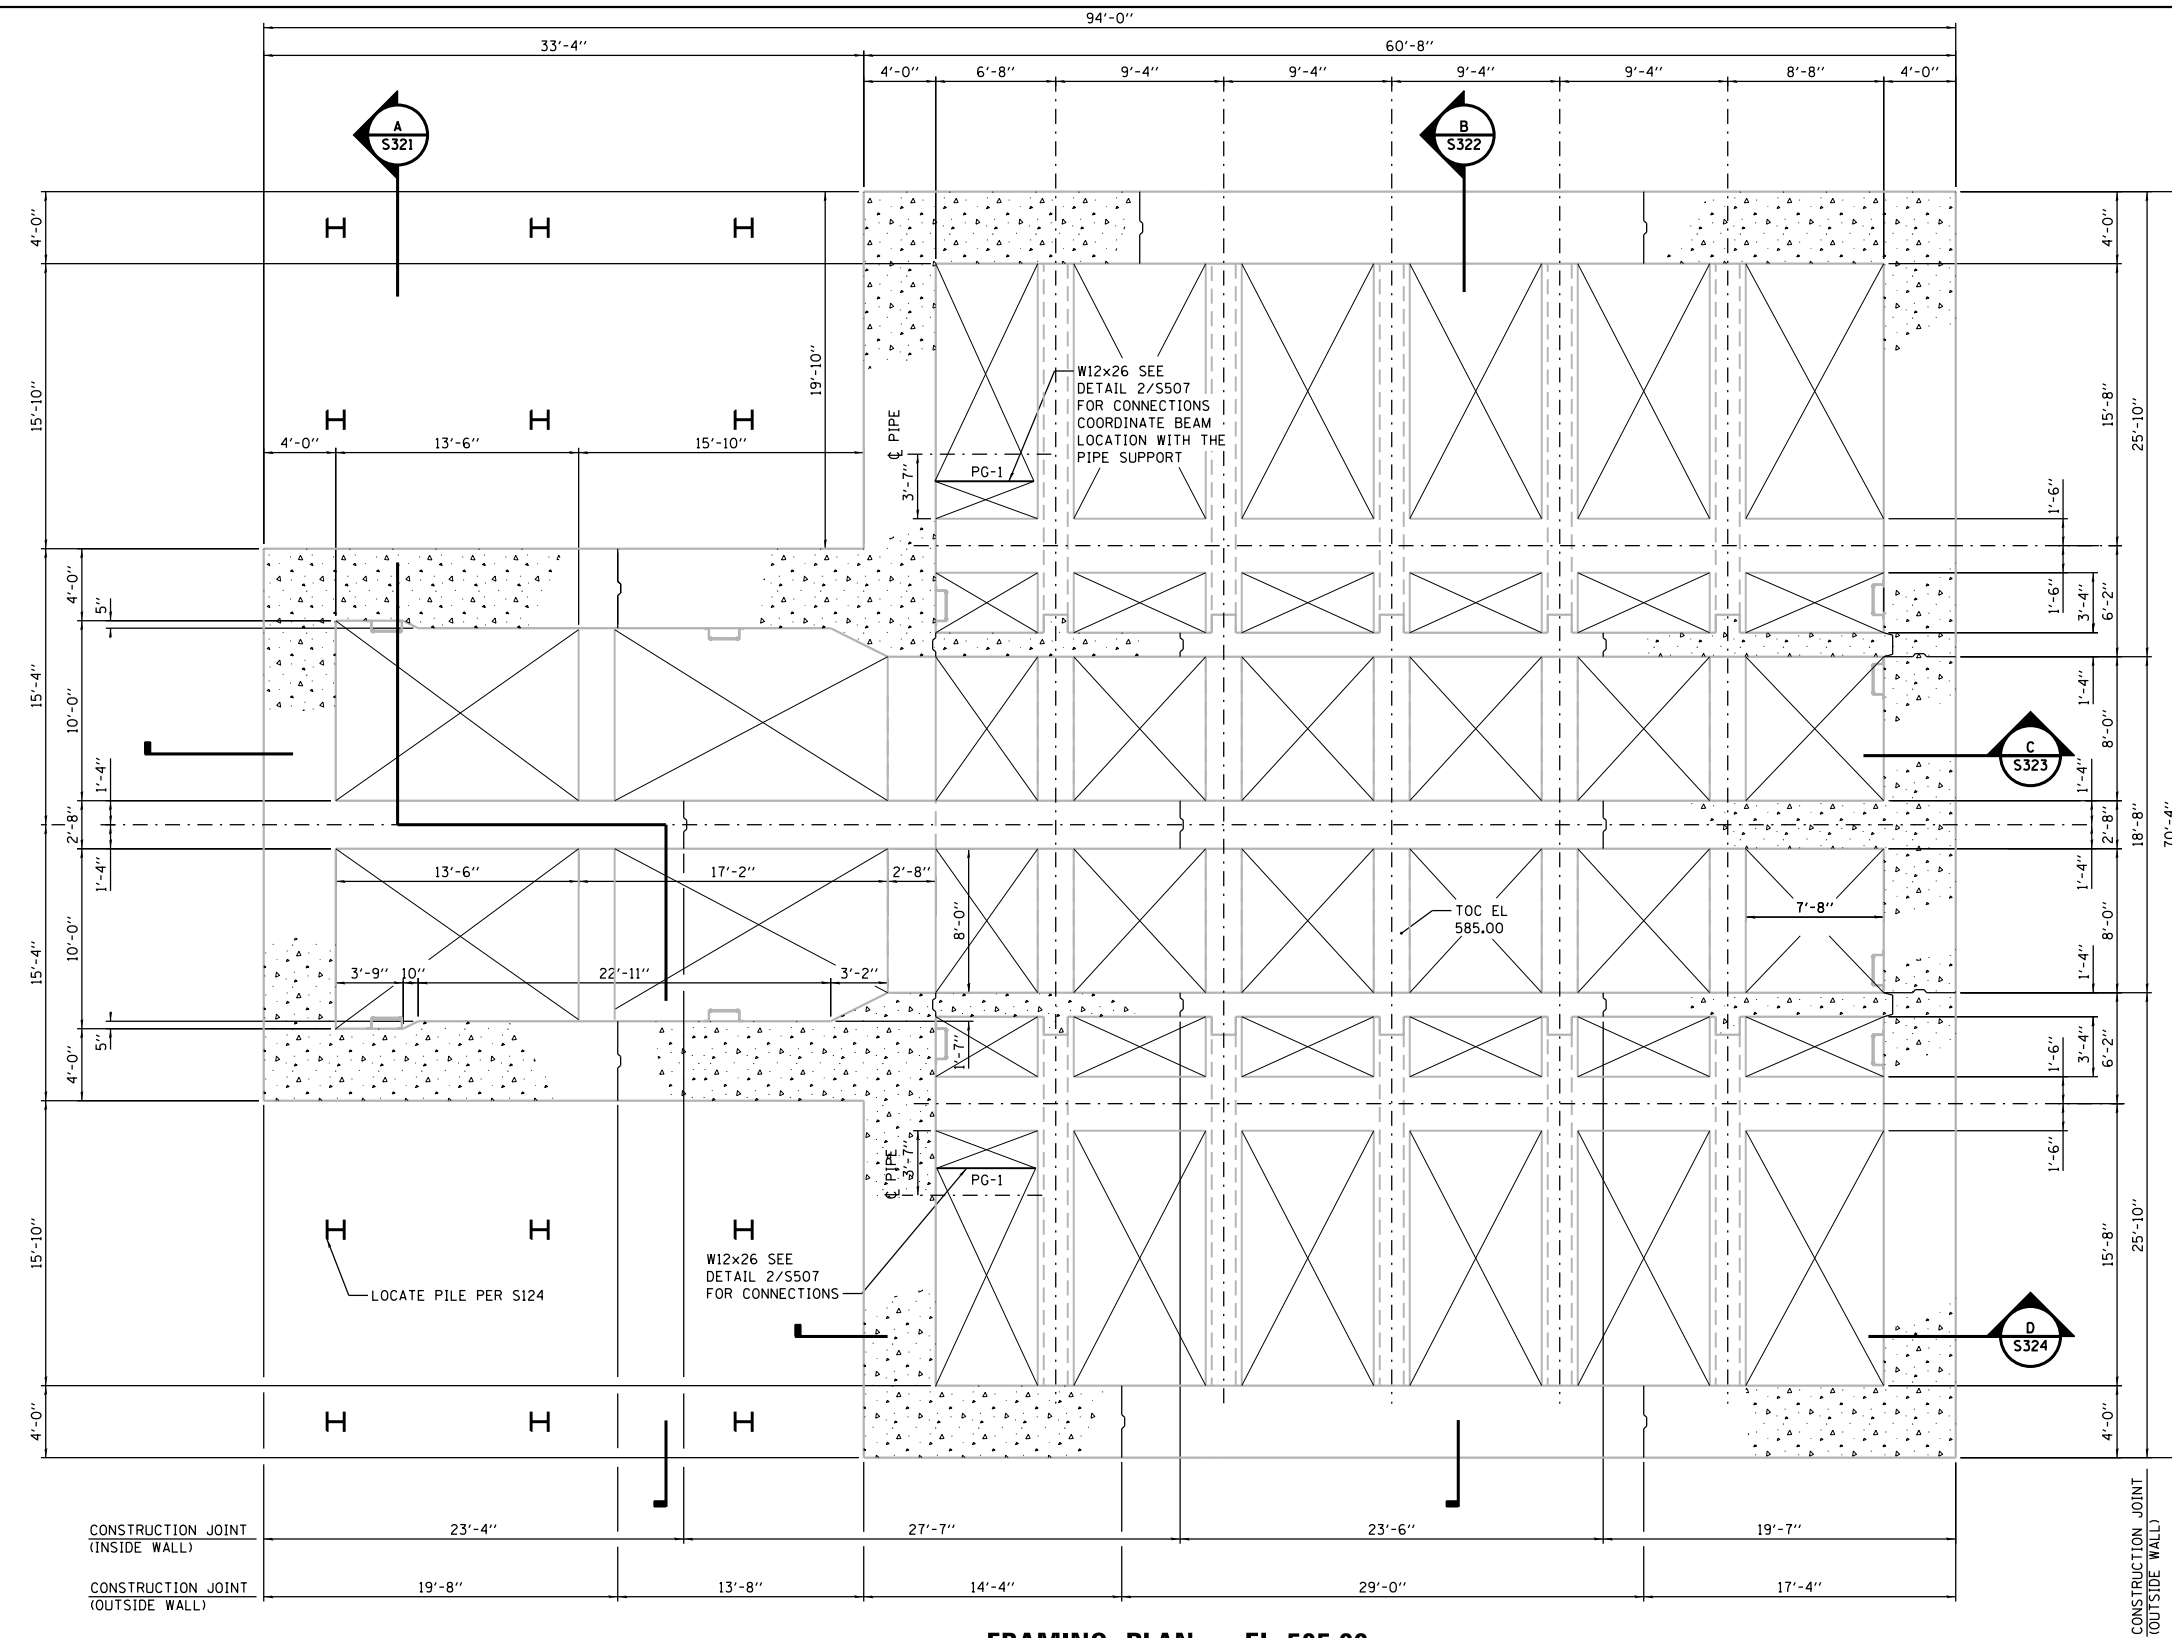 94'-0"
33'-4"
60'-8"
4'-0"
6'-8"
9'-4"
9'-4"
9'-4"
9'-4"
8'-8"
4'-0"
A
S321
B
S322
4'-0"
15'-10"
15'-4"
15'-4"
15'-10"
4'-0"
4'-0"
5"
10'-0"
1'-4"
2'-8"
1'-4"
10'-0"
5"
4'-0"
4'-0"
13'-6"
15'-10"
19'-10"
℄ PIPE
3'-7"
PG-1
W12x26 SEE
DETAIL 2/S507
FOR CONNECTIONS
COORDINATE BEAM
LOCATION WITH THE
PIPE SUPPORT
4'-0"
15'-8"
25'-10"
1'-6"
1'-6"
3'-4"
6'-2"
1'-4"
8'-0"
1'-4"
2'-8"
18'-8"
70'-4"
1'-4"
8'-0"
1'-4"
1'-6"
3'-4"
6'-2"
1'-6"
15'-8"
25'-10"
4'-0"
C
S323
D
S324
13'-6"
17'-2"
2'-8"
8'-0"
TOC EL
585.00
7'-8"
3'-9"
10"
22'-11"
3'-2"
1'-7"
℄ PIPE
3'-7"
PG-1
W12x26 SEE
DETAIL 2/S507
FOR CONNECTIONS
LOCATE PILE PER S124
CONSTRUCTION JOINT
(INSIDE WALL)
23'-4"
27'-7"
23'-6"
19'-7"
CONSTRUCTION JOINT
(OUTSIDE WALL)
19'-8"
13'-8"
14'-4"
29'-0"
17'-4"
CONSTRUCTION JOINT
(OUTSIDE WALL)
FRAMING PLAN